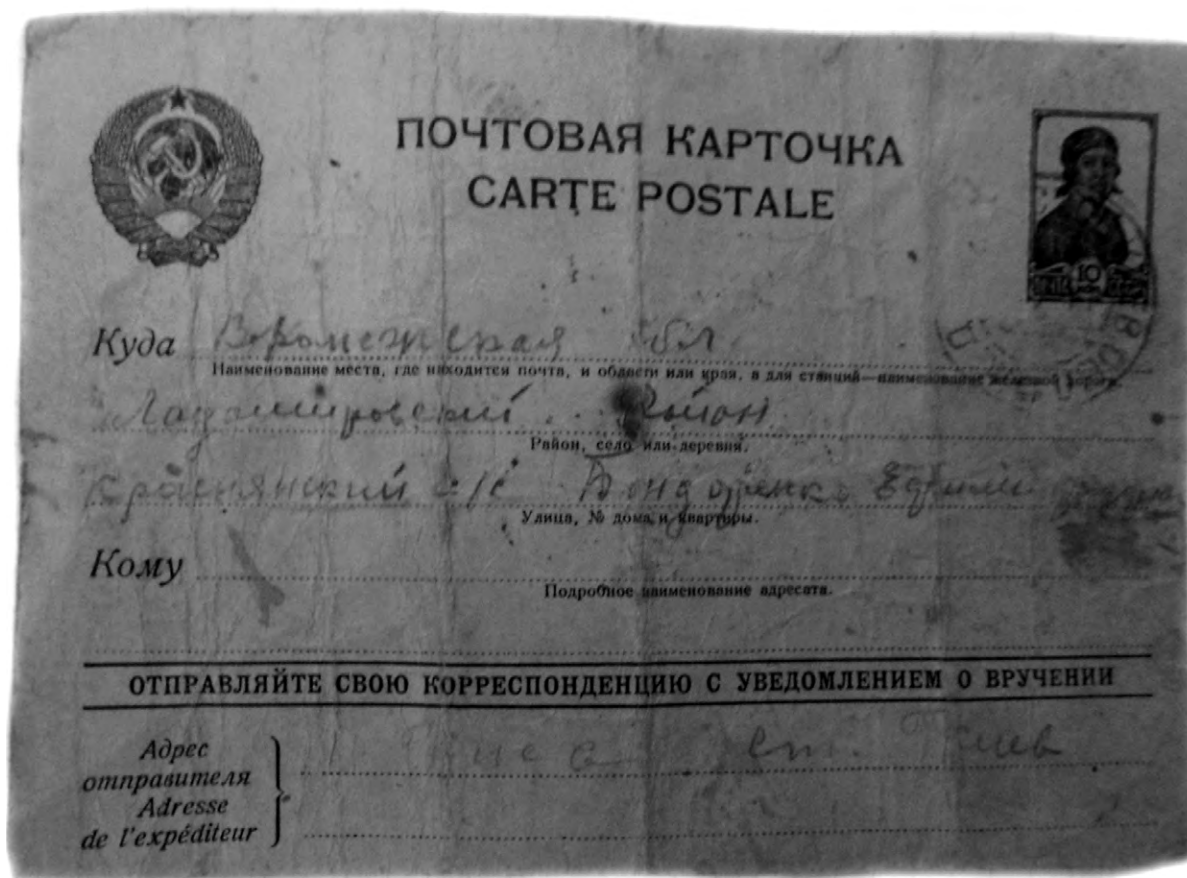 ПОЧТОВАЯ КАРТОЧКА
CARTE POSTALE
10
Куда Воронежская обл.
Наименование места, где находится почта, и области или края, а для станций—наименование железной дороги.
Ладомировский Район
Район, село или деревня.
Краснянский с/с Бондаренко
Улица, № дома и квартиры.
Кому
Подробное наименование адресата.
ОТПРАВЛЯЙТЕ СВОЮ КОРРЕСПОНДЕНЦИЮ С УВЕДОМЛЕНИЕМ О ВРУЧЕНИИ
Адрес
отправителя
Adresse
de l'expéditeur